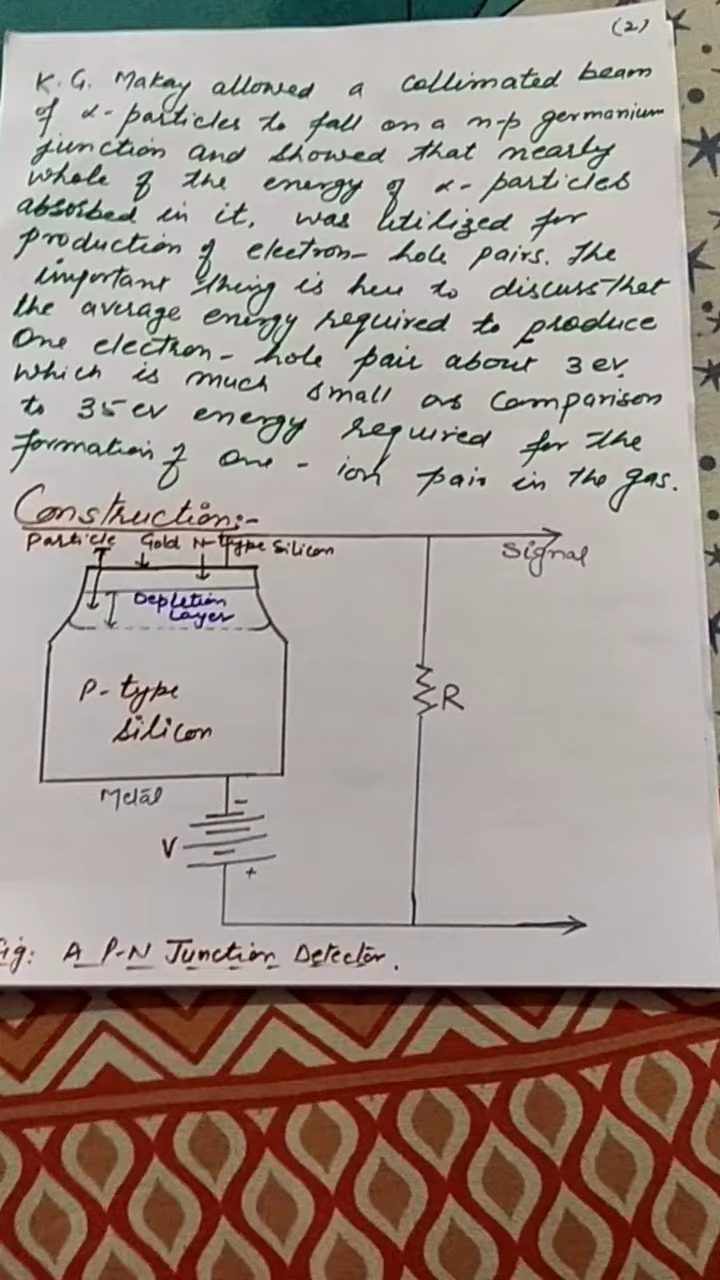 (2)
K. G. Makay allowed a collimated beam
of α-particles to fall on a n-p germanium
junction and showed that nearly
whole of the energy of α-particles
absorbed in it, was utilized for
production of electron-hole pairs. The
important thing is here to discuss that
the average energy required to produce
One electron-hole pair about 3 ev.
which is much small as Comparison
to 35 ev energy required for the
formation of one-ion pair in the gas.
Construction:-
Particle Gold N-type Silicon
Signal
Depletion
Layer
P-type
Silicon
R
Metal
-
V
+
Fig: A P-N Junction Detector.